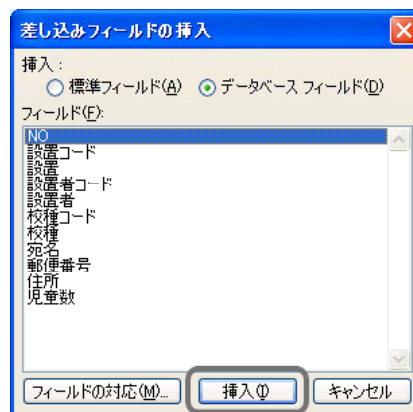 差し込みフィールドの挿入
挿入:
標準フィールド(A) データベース フィールド(D)
フィールド(F):
NO
設置コード
設置
設置者コード
設置者
校種コード
校種
宛名
郵便番号
住所
児童数
フィールドの対応(M)... 挿入(I) キャンセル